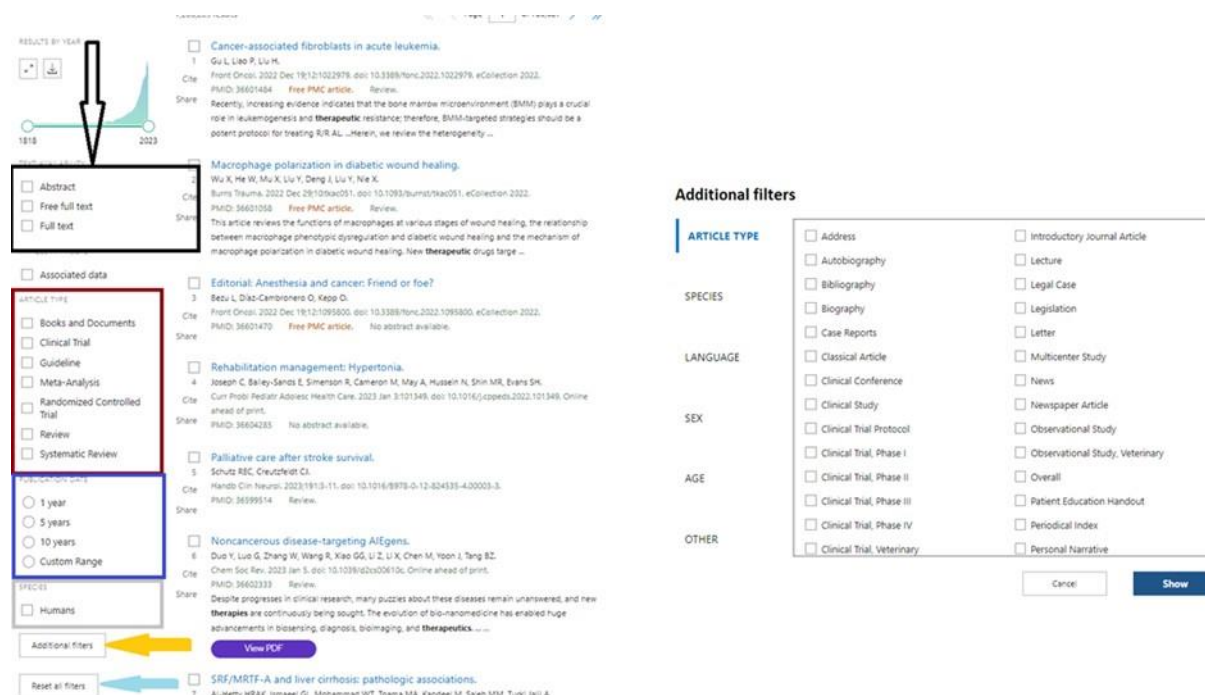 results
Page
RESULTS BY YEAR
1818
2023
Abstract
Free full text
Full text
Associated data
ARTICLE TYPE
Books and Documents
Clinical Trial
Guideline
Meta-Analysis
Randomized Controlled
Trial
Review
Systematic Review
PUBLICATION DATE
1 year
5 years
10 years
Custom Range
SPECIES
Humans
Additional filters
Reset all filters
Cancer-associated fibroblasts in acute leukemia.
1
Gu L, Liao P, Liu H.
Cite
Front Oncol. 2022 Dec 19;12:1022979. doi: 10.3389/fonc.2022.1022979. eCollection 2022.
PMID: 36601484 Free PMC article. Review.
Share
Recently, increasing evidence indicates that the bone marrow microenvironment (BMM) plays a crucial
role in leukemogenesis and therapeutic resistance; therefore, BMM-targeted strategies should be a
potent protocol for treating R/R AL. ...Herein, we review the heterogeneity ...
Macrophage polarization in diabetic wound healing.
2
Wu X, He W, Mu X, Liu Y, Deng J, Liu Y, Nie X.
Cite
Burns Trauma. 2022 Dec 29;10:tkac051. doi: 10.1093/burnst/tkac051. eCollection 2022.
PMID: 36601058 Free PMC article. Review.
Share
This article reviews the functions of macrophages at various stages of wound healing, the relationship
between macrophage phenotypic dysregulation and diabetic wound healing and the mechanism of
macrophage polarization in diabetic wound healing. New therapeutic drugs targe ...
Editorial: Anesthesia and cancer: Friend or foe?
3
Bezu L, Díaz-Cambronero O, Kepp O.
Cite
Front Oncol. 2022 Dec 19;12:1095800. doi: 10.3389/fonc.2022.1095800. eCollection 2022.
PMID: 36601470 Free PMC article. No abstract available.
Share
Rehabilitation management: Hypertonia.
4
Joseph C, Bailey-Sands E, Simenson R, Cameron M, May A, Hussein N, Shin MR, Evans SH.
Cite
Curr Probl Pediatr Adolesc Health Care. 2023 Jan 3:101349. doi: 10.1016/j.cppeds.2022.101349. Online
ahead of print.
Share
PMID: 36604283 No abstract available.
Palliative care after stroke survival.
5
Schutz REC, Creutzfeldt CJ.
Cite
Handb Clin Neurol. 2023;191:3-11. doi: 10.1016/B978-0-12-824535-4.00003-3.
PMID: 36599514 Review.
Share
Noncancerous disease-targeting AIEgens.
6
Duo Y, Luo G, Zhang W, Wang R, Xiao GG, Li Z, Li X, Chen M, Yoon J, Tang BZ.
Cite
Chem Soc Rev. 2023 Jan 5. doi: 10.1039/d2cs00610c. Online ahead of print.
PMID: 36602333 Review.
Share
Despite progresses in clinical research, many puzzles about these diseases remain unanswered, and new
therapies are continuously being sought. The evolution of bio-nanomedicine has enabled huge
advancements in biosensing, diagnosis, bioimaging, and therapeutics. ... ...
View PDF
SRF/MRTF-A and liver cirrhosis: pathologic associations.
7
Additional filters
ARTICLE TYPE
SPECIES
LANGUAGE
SEX
AGE
OTHER
Address
Autobiography
Bibliography
Biography
Case Reports
Classical Article
Clinical Conference
Clinical Study
Clinical Trial Protocol
Clinical Trial, Phase I
Clinical Trial, Phase II
Clinical Trial, Phase III
Clinical Trial, Phase IV
Clinical Trial, Veterinary
Introductory Journal Article
Lecture
Legal Case
Legislation
Letter
Multicenter Study
News
Newspaper Article
Observational Study
Observational Study, Veterinary
Overall
Patient Education Handout
Periodical Index
Personal Narrative
Cancel
Show